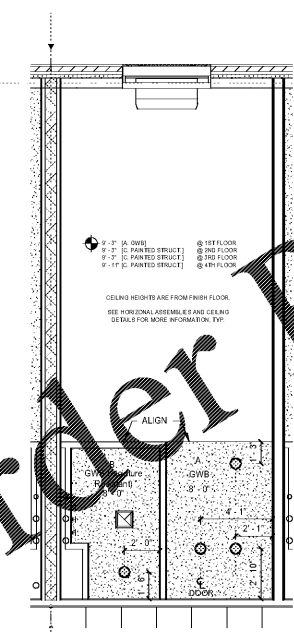 9' - 3" [A. GWB] @ 1ST FLOOR
9' - 3" [C. PAINTED STRUCT.] @ 2ND FLOOR
9' - 3" [C. PAINTED STRUCT.] @ 3RD FLOOR
9' - 11" [C. PAINTED STRUCT.] @ 4TH FLOOR
CEILING HEIGHTS ARE FROM FINISH FLOOR.
SEE HORIZONAL ASSEMBLIES AND CEILING
DETAILS FOR MORE INFORMATION, TYP.
ALIGN
A
GWB
8' - 0"
4' - 1"
2' - 1"
2' - 0"
2' - 10"
DOOR